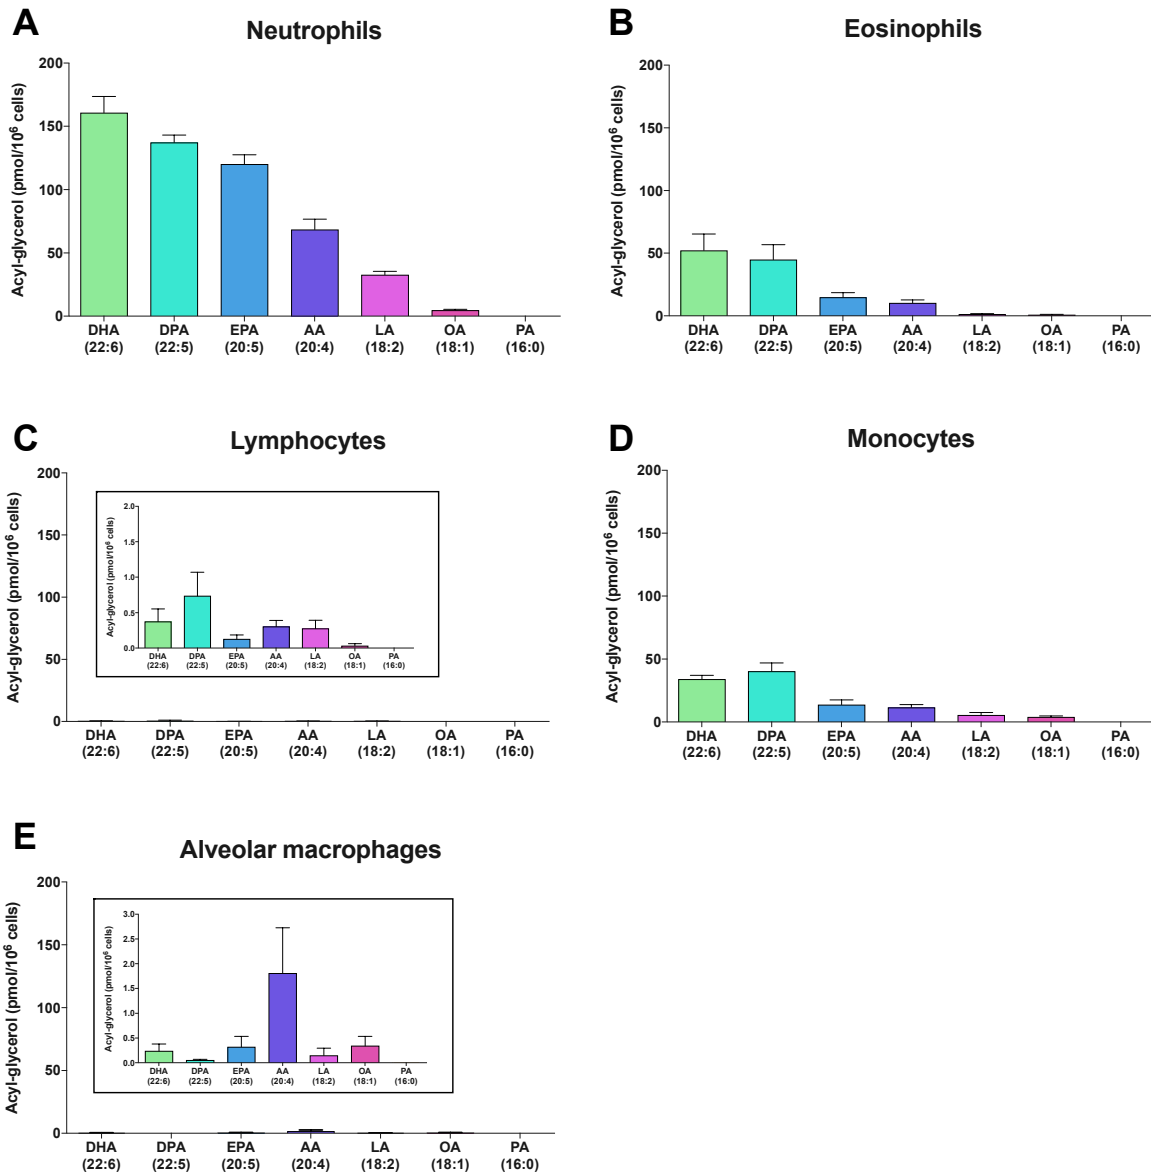 A
Neutrophils
Acyl-glycerol (pmol/10⁶ cells)
200
150
100
50
0
DHA DPA EPA AA LA OA PA
(22:6) (22:5) (20:5) (20:4) (18:2) (18:1) (16:0)
B
Eosinophils
Acyl-glycerol (pmol/10⁶ cells)
200
150
100
50
0
DHA DPA EPA AA LA OA PA
(22:6) (22:5) (20:5) (20:4) (18:2) (18:1) (16:0)
C
Lymphocytes
Acyl-glycerol (pmol/10⁶ cells)
200
150
100
50
0
Acyl-glycerol (pmol/10⁶ cells)
2.0
1.5
1.0
0.5
0.0
DHA DPA EPA AA LA OA PA
(22:6) (22:5) (20:5) (20:4) (18:2) (18:1) (16:0)
DHA DPA EPA AA LA OA PA
(22:6) (22:5) (20:5) (20:4) (18:2) (18:1) (16:0)
D
Monocytes
Acyl-glycerol (pmol/10⁶ cells)
200
150
100
50
0
DHA DPA EPA AA LA OA PA
(22:6) (22:5) (20:5) (20:4) (18:2) (18:1) (16:0)
E
Alveolar macrophages
Acyl-glycerol (pmol/10⁶ cells)
200
150
100
50
0
Acyl-glycerol (pmol/10⁶ cells)
3.0
2.5
2.0
1.5
1.0
0.5
0.0
DHA DPA EPA AA LA OA PA
(22:6) (22:5) (20:5) (20:4) (18:2) (18:1) (16:0)
DHA DPA EPA AA LA OA PA
(22:6) (22:5) (20:5) (20:4) (18:2) (18:1) (16:0)